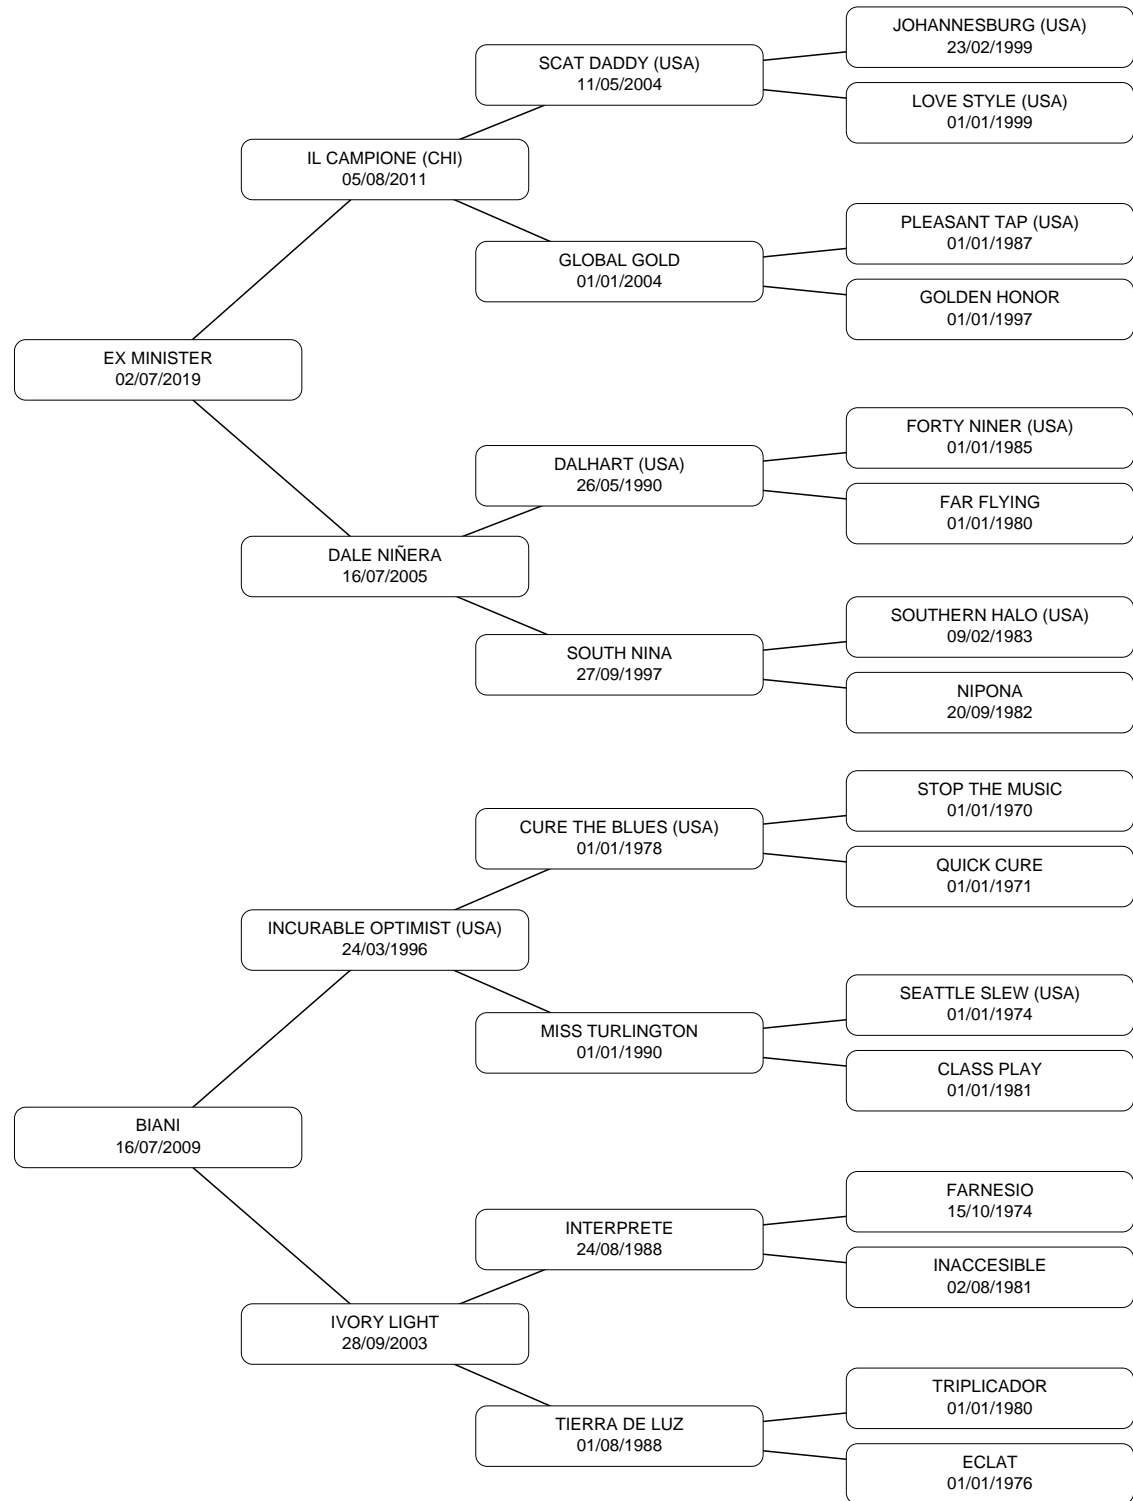 JOHANNESBURG (USA)
23/02/1999
SCAT DADDY (USA)
11/05/2004
LOVE STYLE (USA)
01/01/1999
IL CAMPIONE (CHI)
05/08/2011
PLEASANT TAP (USA)
01/01/1987
GLOBAL GOLD
01/01/2004
GOLDEN HONOR
01/01/1997
EX MINISTER
02/07/2019
FORTY NINER (USA)
01/01/1985
DALHART (USA)
26/05/1990
FAR FLYING
01/01/1980
DALE NIÑERA
16/07/2005
SOUTHERN HALO (USA)
09/02/1983
SOUTH NINA
27/09/1997
NIPONA
20/09/1982
STOP THE MUSIC
01/01/1970
CURE THE BLUES (USA)
01/01/1978
QUICK CURE
01/01/1971
INCURABLE OPTIMIST (USA)
24/03/1996
SEATTLE SLEW (USA)
01/01/1974
MISS TURLINGTON
01/01/1990
CLASS PLAY
01/01/1981
BIANI
16/07/2009
FARNESIO
15/10/1974
INTERPRETE
24/08/1988
INACCESIBLE
02/08/1981
IVORY LIGHT
28/09/2003
TRIPLICADOR
01/01/1980
TIERRA DE LUZ
01/08/1988
ECLAT
01/01/1976